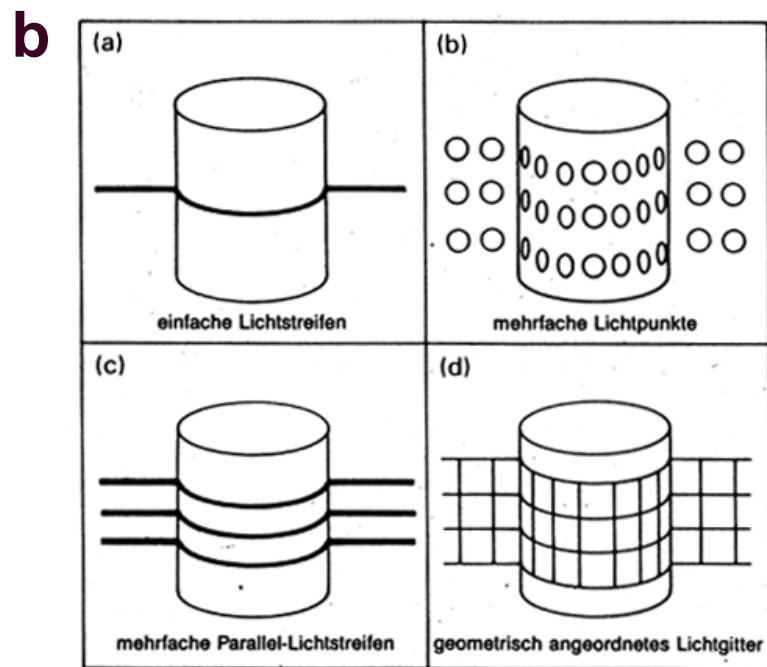 b
(a)
einfache Lichtstreifen
(b)
mehrfache Lichtpunkte
(c)
mehrfache Parallel-Lichtstreifen
(d)
geometrisch angeordnetes Lichtgitter